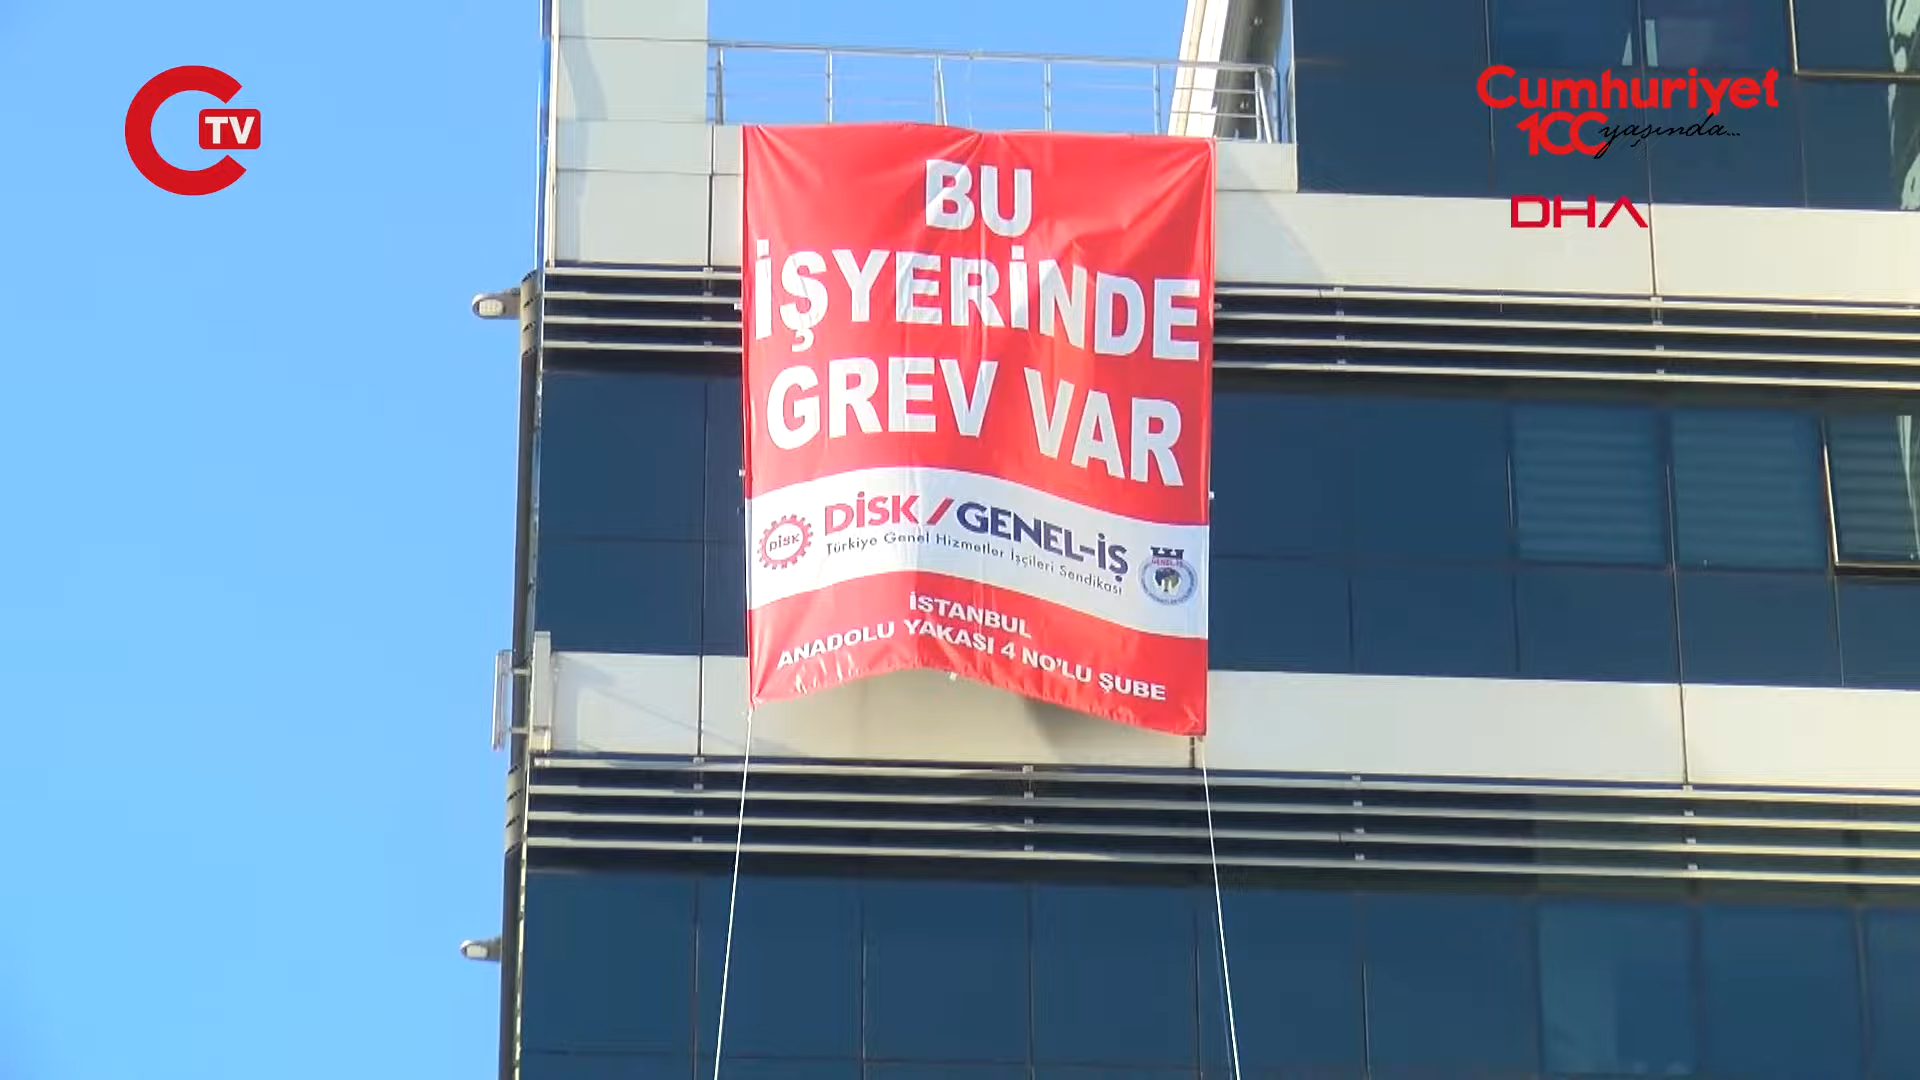 TV
Cumhuriyet
100 yaşında...
DHA
BU
İŞYERİNDE
GREV VAR
DİSK
DİSK/GENEL-İŞ
Türkiye Genel Hizmetler İşçileri Sendikası
GENEL-İŞ
İSTANBUL
ANADOLU YAKASI 4 NO'LU ŞUBE